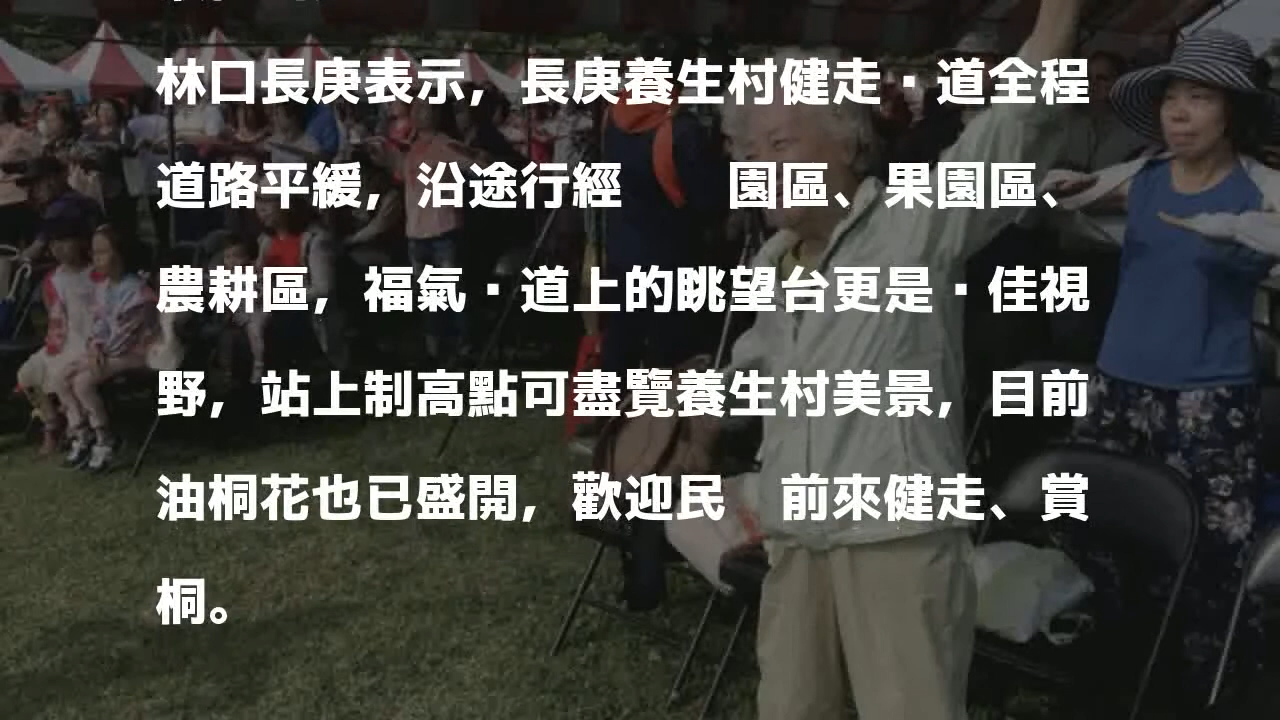 林口長庚表示，長庚養生村健走▪道全程
道路平緩，沿途行經　　園區、果園區、
農耕區，福氣▪道上的眺望台更是▪佳視
野，站上制高點可盡覽養生村美景，目前
油桐花也已盛開，歡迎民　前來健走、賞
桐。